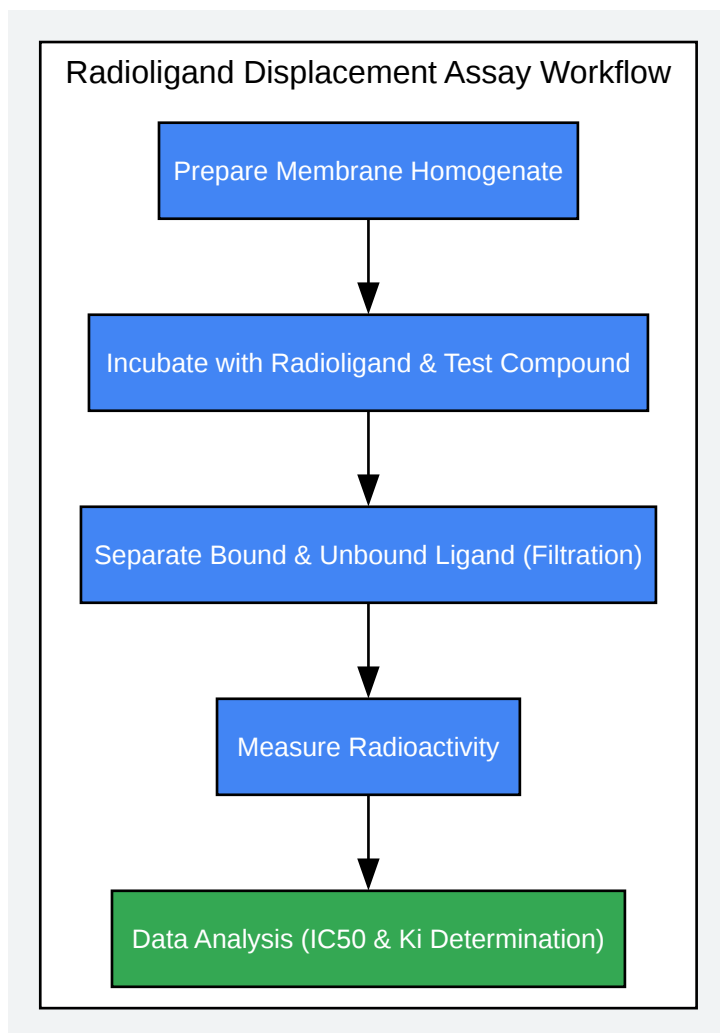 Radioligand Displacement Assay Workflow
Prepare Membrane Homogenate
Incubate with Radioligand & Test Compound
Separate Bound & Unbound Ligand (Filtration)
Measure Radioactivity
Data Analysis (IC50 & Ki Determination)